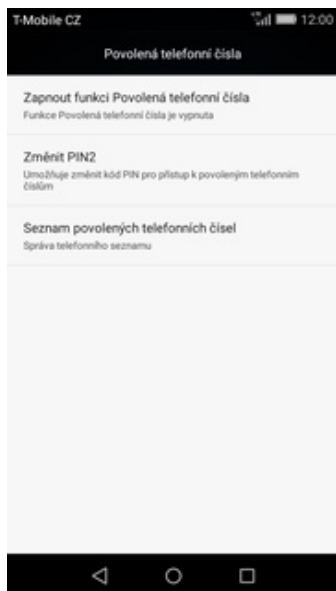 T-Mobile CZ 12:00
Povolená telefonní čísla
Zapnout funkci Povolená telefonní čísla
Funkce Povolená telefonní čísla je vypnuta
Změnit PIN2
Umožňuje změnit kód PIN pro přístup k povoleným telefonním
číslům
Seznam povolených telefonních čísel
Správa telefonního seznamu